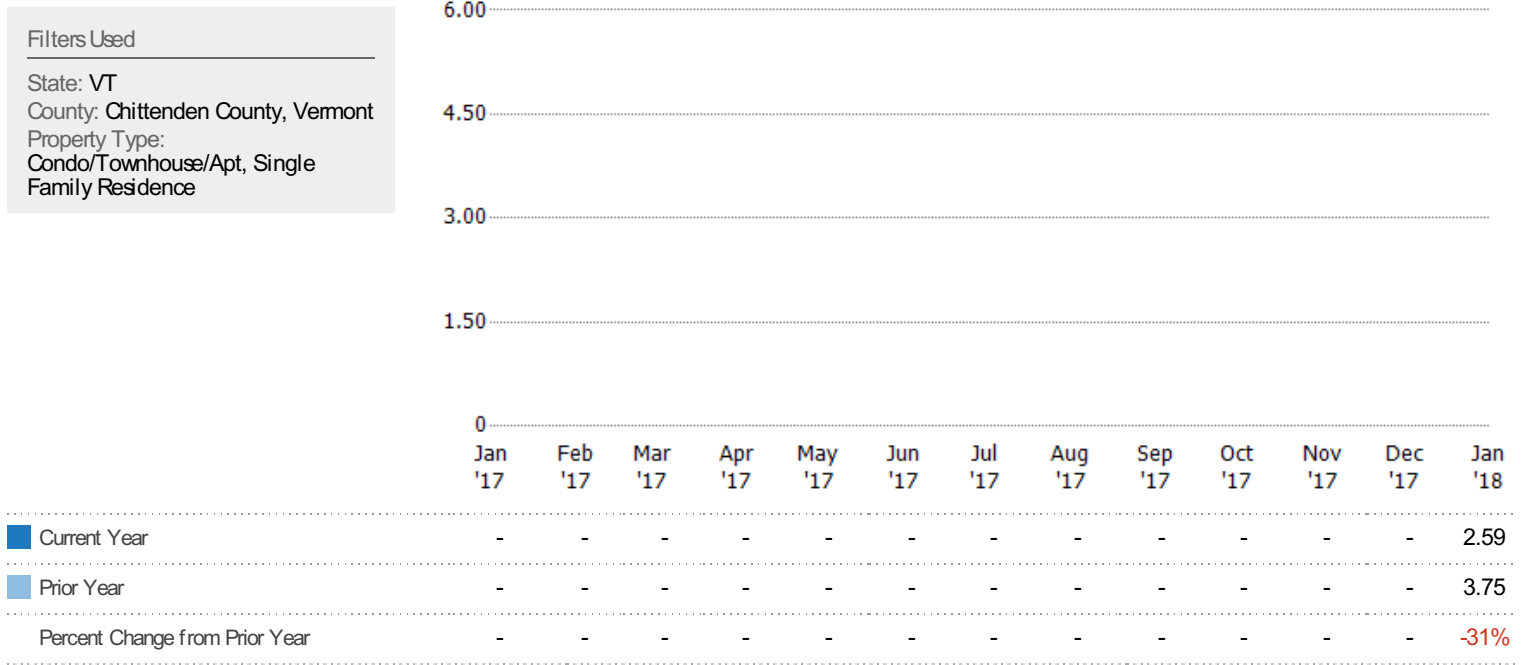 Filters Used
State: VT
County: Chittenden County, Vermont
Property Type:
Condo/Townhouse/Apt, Single
Family Residence
6.00
4.50
3.00
1.50
0
Jan Feb Mar Apr May Jun Jul Aug Sep Oct Nov Dec Jan
'17 '17 '17 '17 '17 '17 '17 '17 '17 '17 '17 '17 '18
Current Year - - - - - - - - - - - - 2.59
Prior Year - - - - - - - - - - - - 3.75
Percent Change from Prior Year - - - - - - - - - - - - -31%